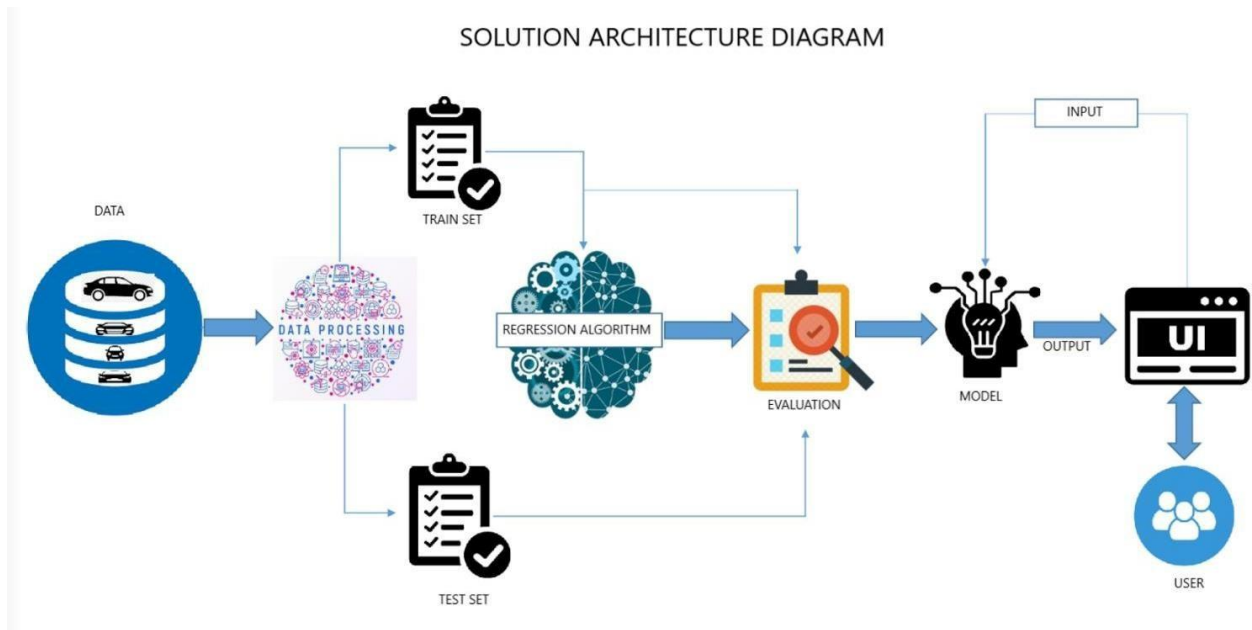 SOLUTION ARCHITECTURE DIAGRAM
INPUT
DATA
TRAIN SET
DATA PROCESSING
REGRESSION ALGORITHM
UI
OUTPUT
EVALUATION
MODEL
USER
TEST SET